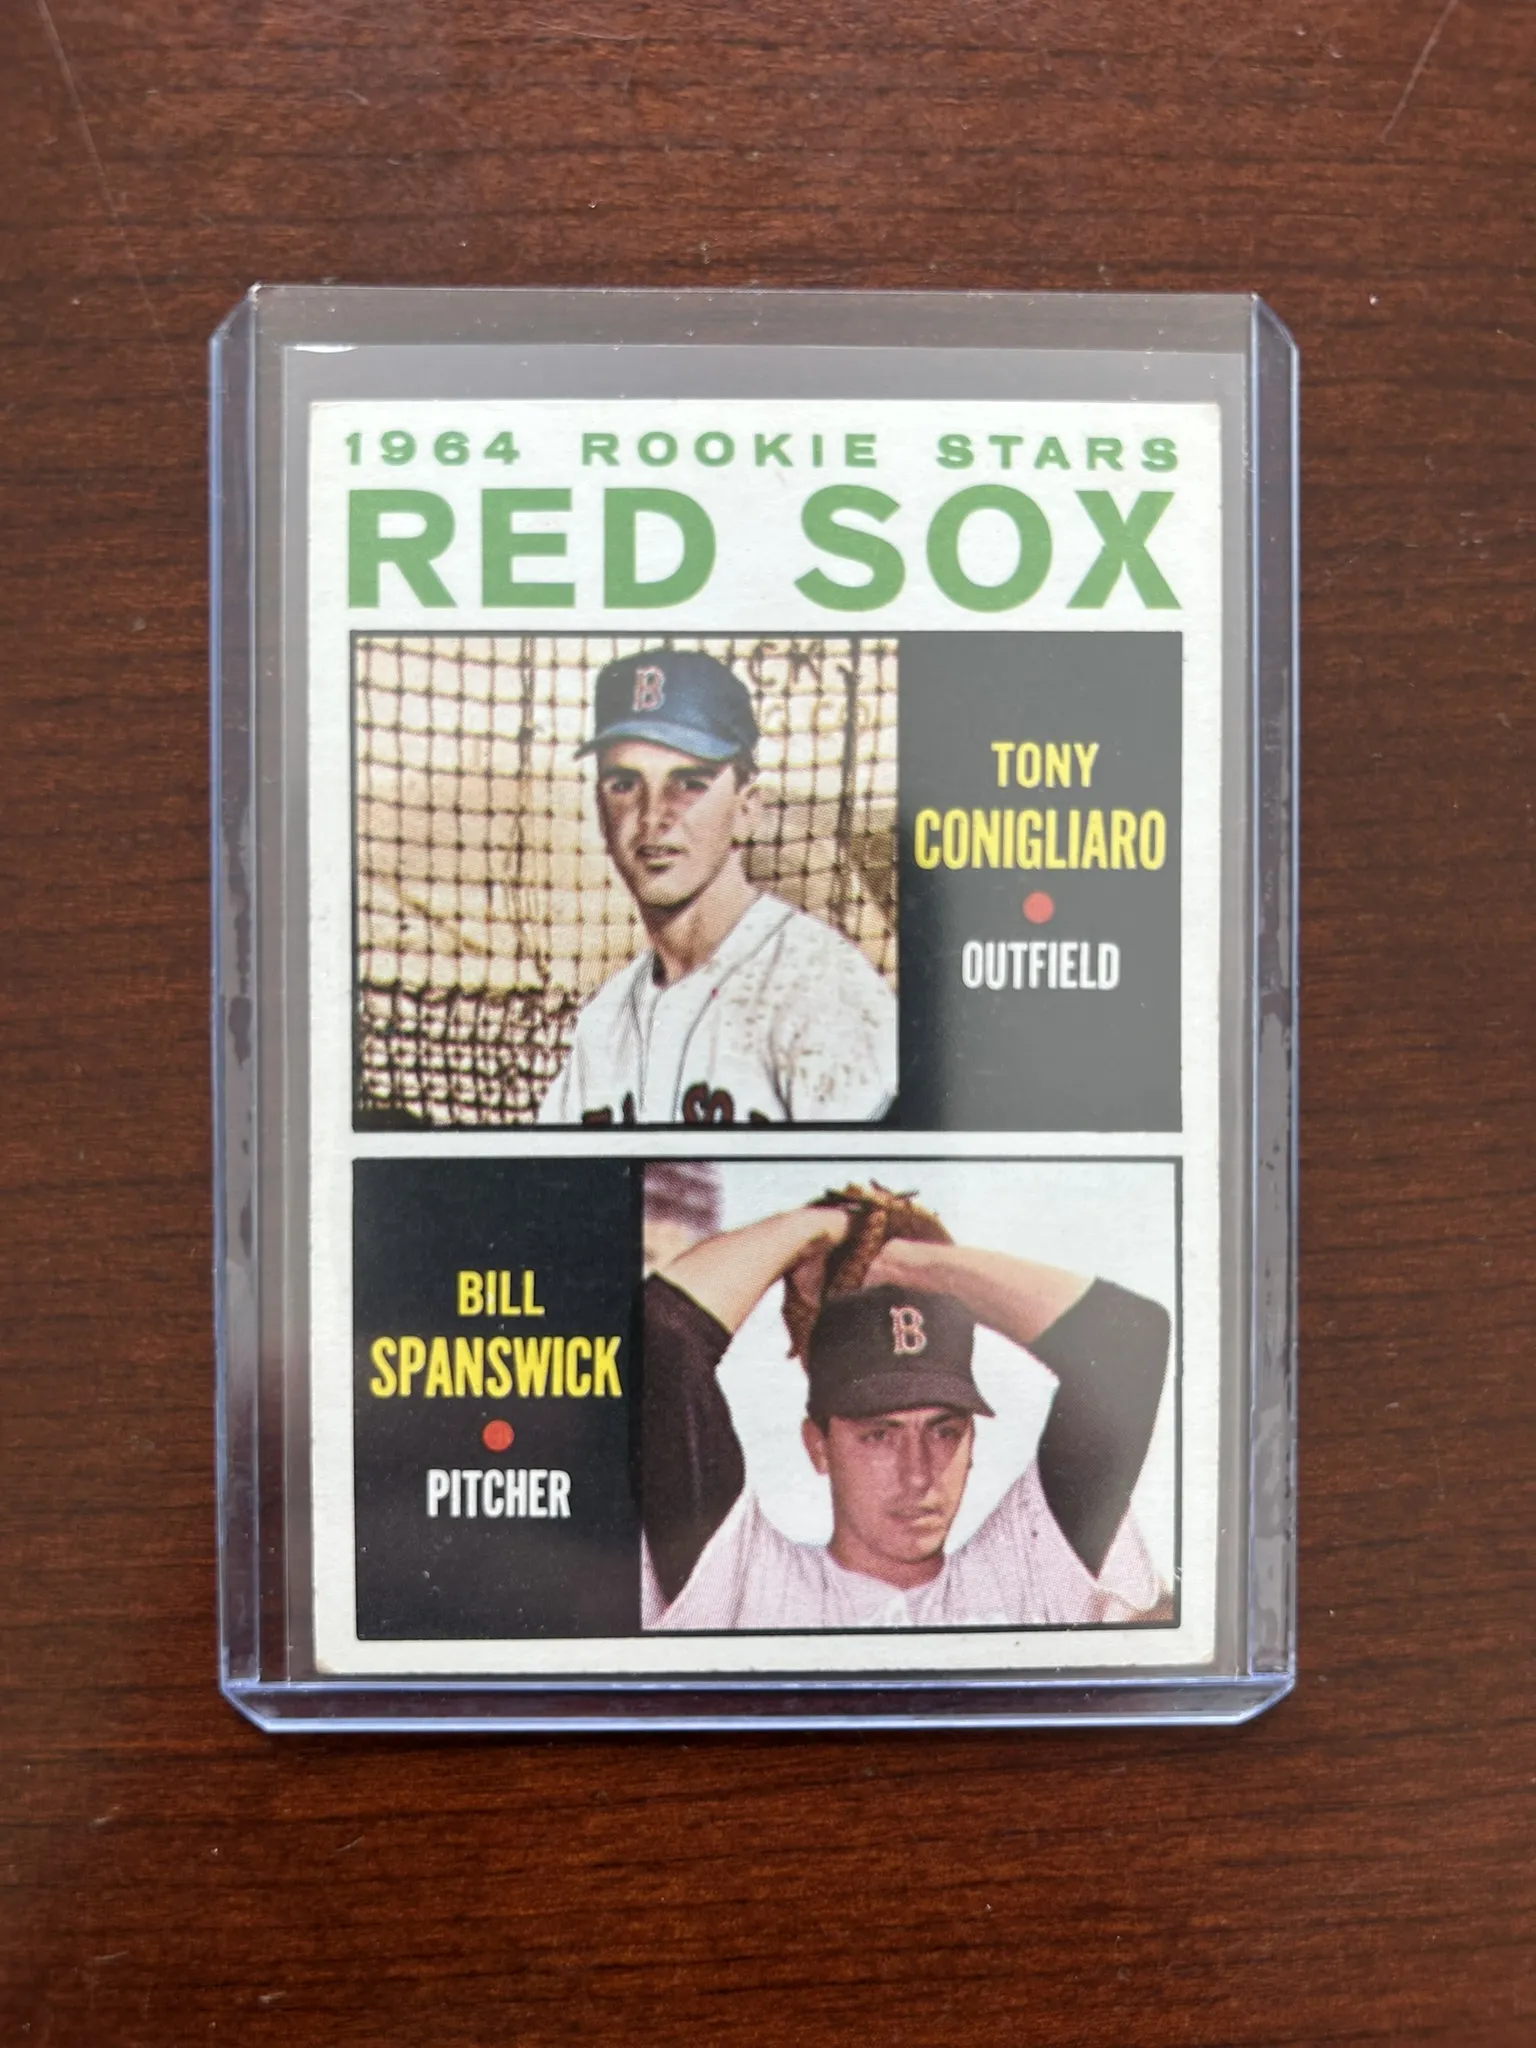 1964 ROOKIE STARS
RED SOX
B
TONY
CONIGLIARO
OUTFIELD
BILL
SPANSWICK
PITCHER
B